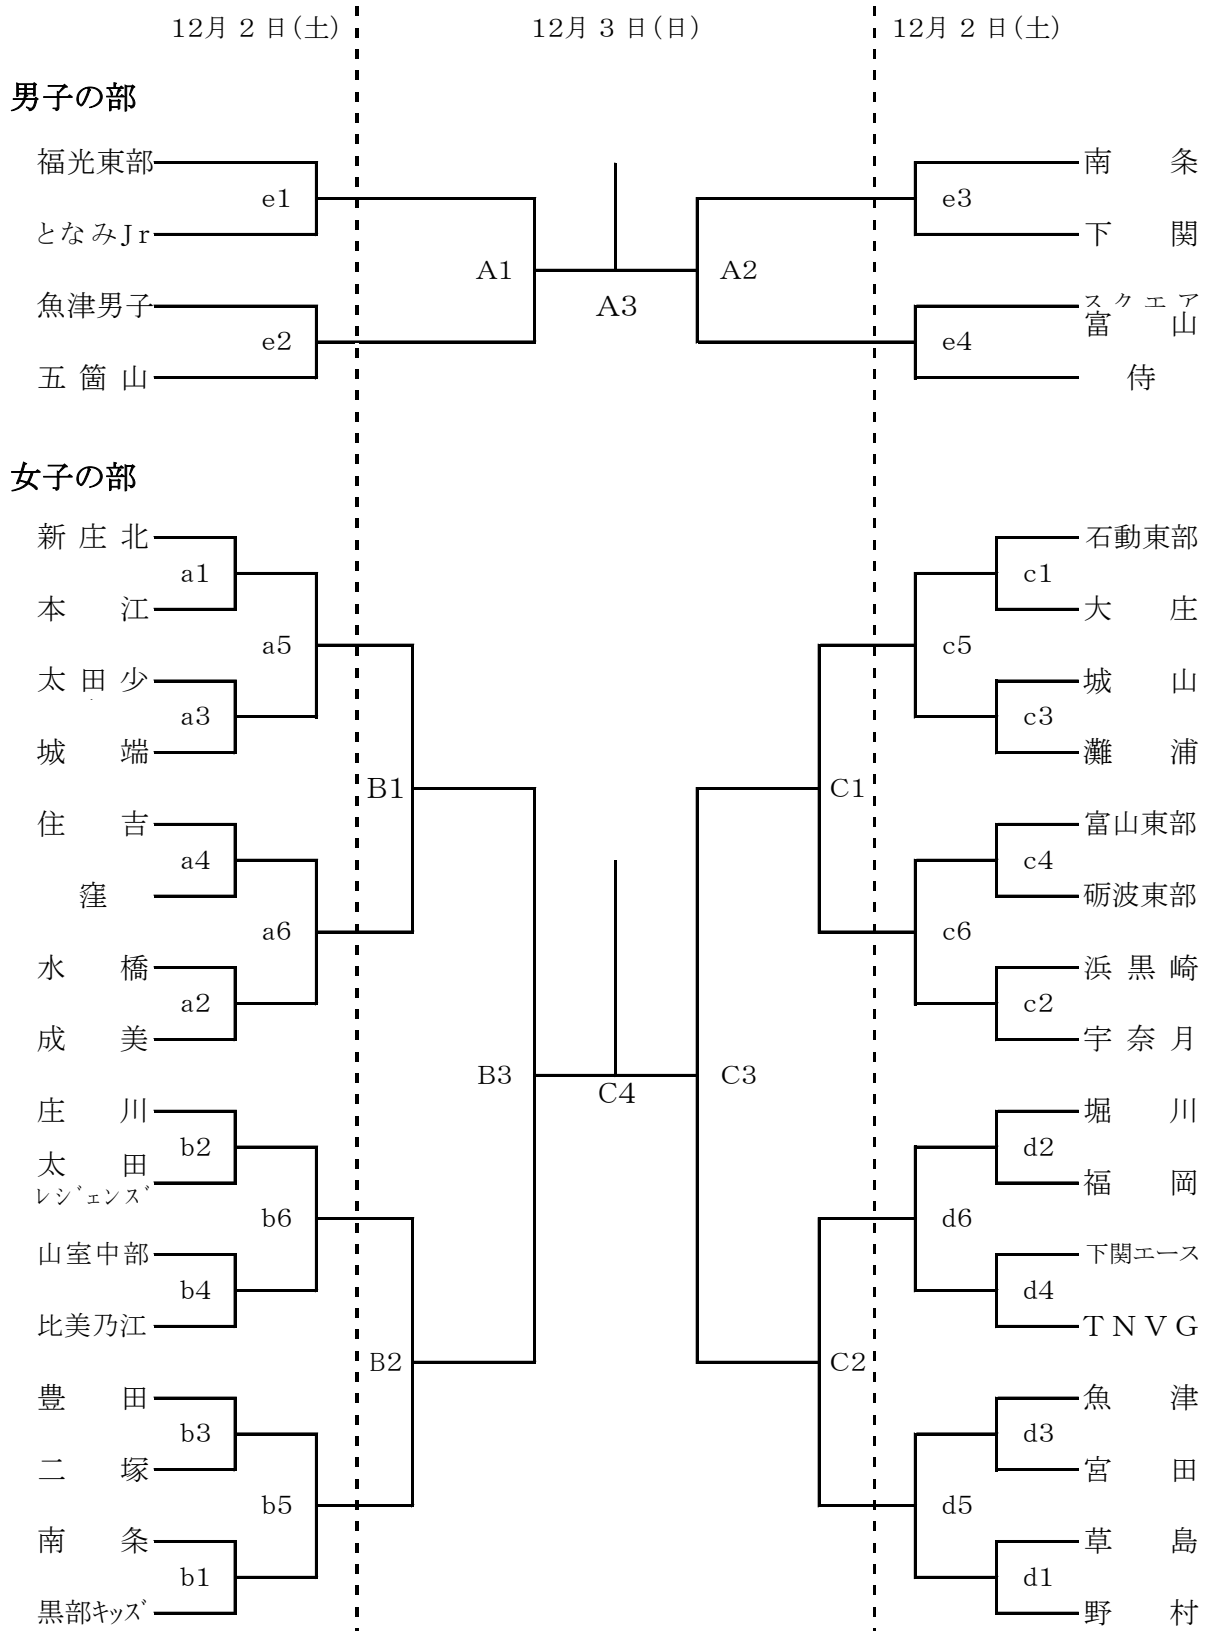 12月 2 日(土) 12月 3 日(日) 12月 2 日(土)
男子の部
福光東部 南条
e1 e3
となみJr 下関
A1 A2
魚津男子 スクエア
A3 富山
e2 e4
五箇山 侍
女子の部
新庄北 石動東部
a1 c1
本江 大庄
a5 c5
太田少 城山
a3 c3
城端 灘浦
B1 C1
住吉 富山東部
a4 c4
窪 砺波東部
a6 c6
水橋 浜黒崎
a2 c2
成美 宇奈月
B3 C3
C4
庄川 堀川
b2 d2
太田
レジェンズ 福岡
b6 d6
山室中部 下関エース
b4 d4
比美乃江 TNVG
B2 C2
豊田 魚津
b3 d3
二塚 宮田
b5 d5
南条 草島
b1 d1
黒部キッズ 野村